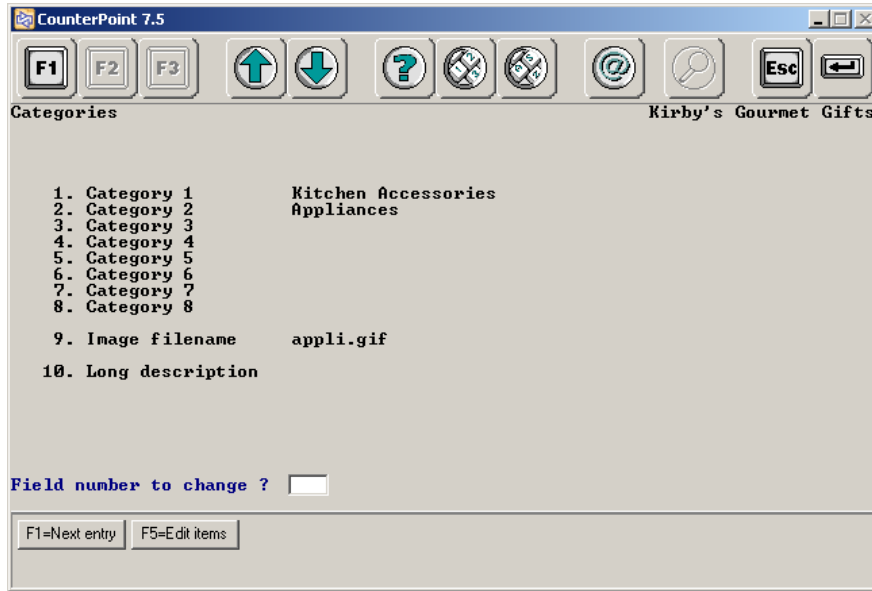 CounterPoint 7.5
F1 F2 F3 ? @ Esc
Categories Kirby's Gourmet Gifts
1. Category 1 Kitchen Accessories
2. Category 2 Appliances
3. Category 3
4. Category 4
5. Category 5
6. Category 6
7. Category 7
8. Category 8
9. Image filename appli.gif
10. Long description
Field number to change ?
F1=Next entry F5=Edit items